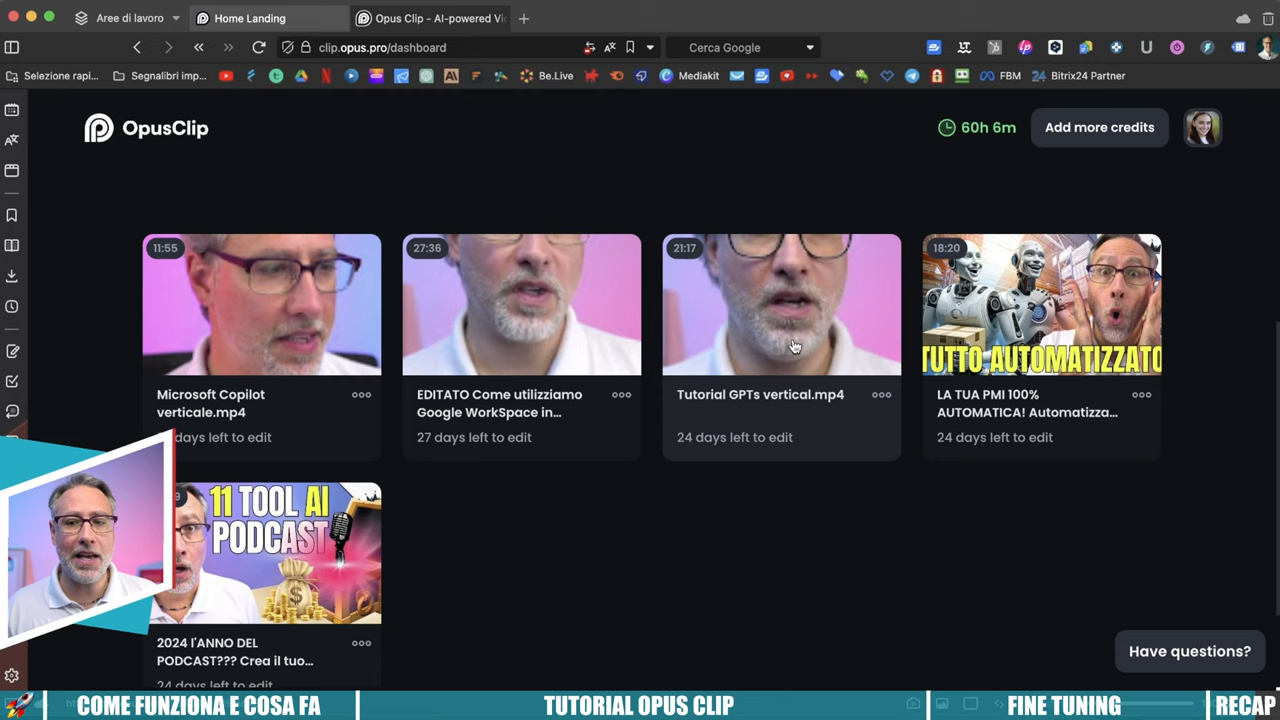 Aree di lavoro
Home Landing
Opus Clip - AI-powered Vi
clip.opus.pro/dashboard
Cerca Google
Selezione rapi...
Segnalibri imp...
Be.Live
Mediakit
FBM
Bitrix24 Partner
OpusClip
60h 6m
Add more credits
11:55
27:36
21:17
18:20
TUTTO AUTOMATIZZATO
Microsoft Copilot
verticale.mp4
days left to edit
EDITATO Come utilizziamo
Google WorkSpace in...
27 days left to edit
Tutorial GPTs vertical.mp4
24 days left to edit
LA TUA PMI 100%
AUTOMATICA! Automatizza...
24 days left to edit
11 TOOL AI
PODCAST
2024 l'ANNO DEL
PODCAST??? Crea il tuo...
24 days left to edit
Have questions?
COME FUNZIONA E COSA FA
TUTORIAL OPUS CLIP
FINE TUNING
RECAP